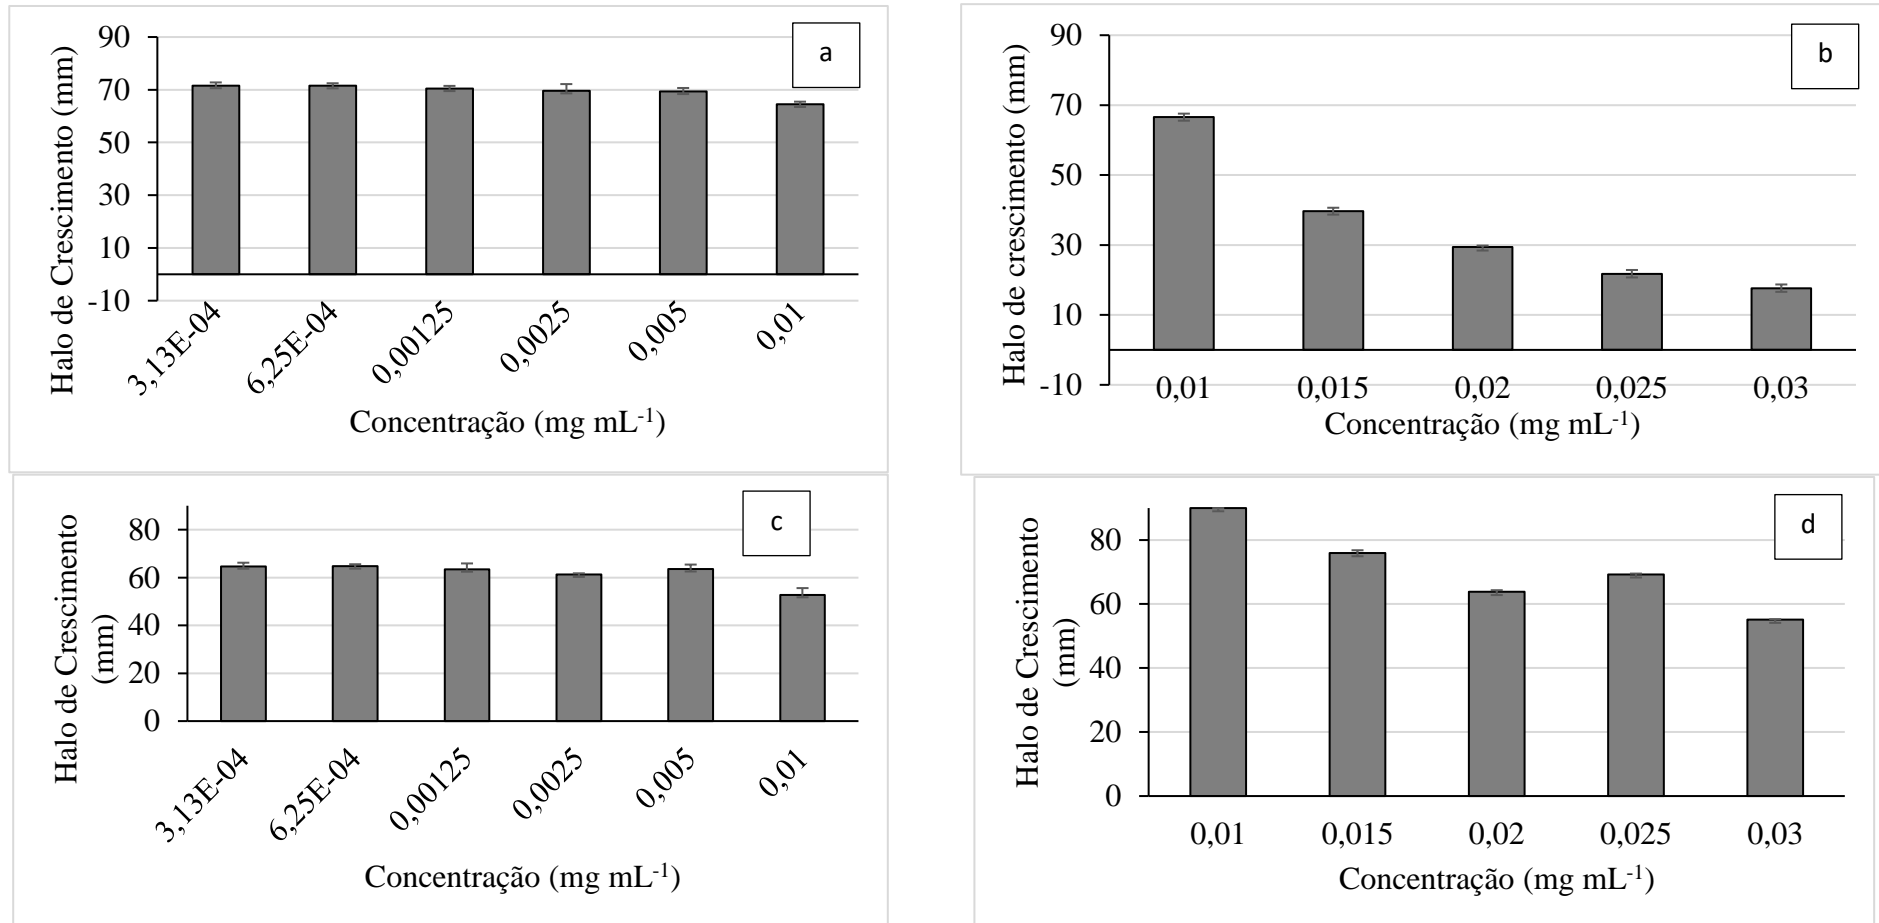 a
Halo de Crescimento (mm)
90
70
50
30
10
-10
3,13E-04
6,25E-04
0,00125
0,0025
0,005
0,01
Concentração (mg mL-1)
b
Halo de crescimento (mm)
90
70
50
30
10
-10
0,01
0,015
0,02
0,025
0,03
Concentração (mg mL-1)
c
Halo de Crescimento
(mm)
80
60
40
20
0
3,13E-04
6,25E-04
0,00125
0,0025
0,005
0,01
Concentração (mg mL-1)
d
Halo de Crescimento
(mm)
80
60
40
20
0
0,01
0,015
0,02
0,025
0,03
Concentração (mg mL-1)